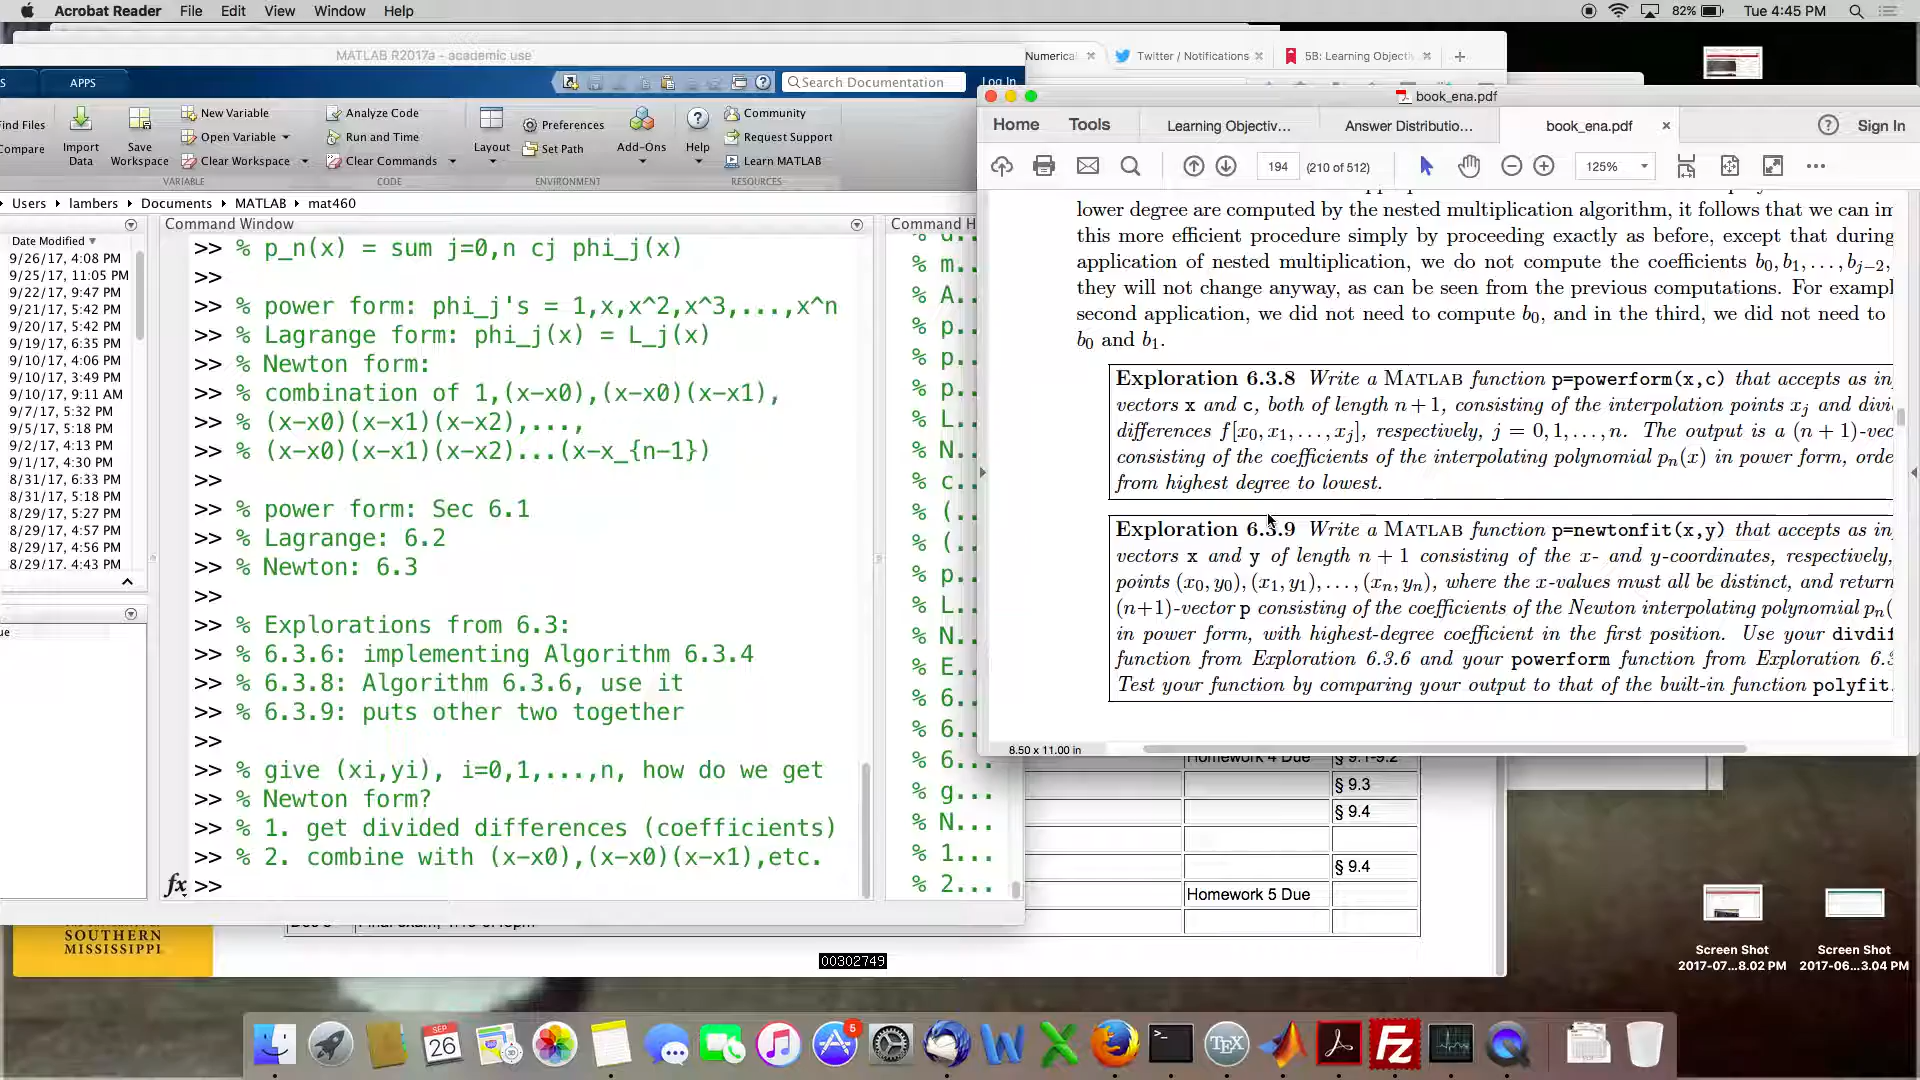 Acrobat Reader File Edit View Window Help 82% Tue 4:45 PM
MATLAB R2017a - academic use
Numerical Twitter / Notifications 5B: Learning Objectiv
APPS Search Documentation Log In
ind Files
Compare
Import
Data
Save
Workspace
New Variable
Open Variable
Clear Workspace
VARIABLE
Analyze Code
Run and Time
Clear Commands
CODE
Layout
Preferences
Set Path
ENVIRONMENT
Add-Ons
Help
Community
Request Support
Learn MATLAB
RESOURCES
Users lambers Documents MATLAB mat460
Date Modified
9/26/17, 4:08 PM
9/25/17, 11:05 PM
9/22/17, 9:47 PM
9/21/17, 5:42 PM
9/20/17, 5:42 PM
9/19/17, 6:35 PM
9/10/17, 4:06 PM
9/10/17, 3:49 PM
9/10/17, 9:11 AM
9/7/17, 5:32 PM
9/5/17, 5:18 PM
9/2/17, 4:13 PM
9/1/17, 4:30 PM
8/31/17, 6:33 PM
8/31/17, 5:18 PM
8/29/17, 5:27 PM
8/29/17, 4:57 PM
8/29/17, 4:56 PM
8/29/17, 4:43 PM
Command Window
>> % p_n(x) = sum j=0,n cj phi_j(x)
>>
>> % power form: phi_j's = 1,x,x^2,x^3,...,x^n
>> % Lagrange form: phi_j(x) = L_j(x)
>> % Newton form:
>> % combination of 1,(x-x0),(x-x0)(x-x1),
>> % (x-x0)(x-x1)(x-x2),...,
>> % (x-x0)(x-x1)(x-x2)...(x-x_{n-1})
>>
>> % power form: Sec 6.1
>> % Lagrange: 6.2
>> % Newton: 6.3
>>
>> % Explorations from 6.3:
>> % 6.3.6: implementing Algorithm 6.3.4
>> % 6.3.8: Algorithm 6.3.6, use it
>> % 6.3.9: puts other two together
>>
>> % give (xi,yi), i=0,1,...,n, how do we get
>> % Newton form?
>> % 1. get divided differences (coefficients)
>> % 2. combine with (x-x0),(x-x0)(x-x1),etc.
fx >>
Command H
% m...
% A...
% p...
% p...
% p...
% L...
% N...
% c...
% (...
% (...
% p...
% L...
% N...
% E...
% 6...
% 6...
% 6...
% g...
% N...
% 1...
% 2...
book_ena.pdf
Home Tools Learning Objectiv... Answer Distributio... book_ena.pdf × Sign In
194 (210 of 512) 125%
lower degree are computed by the nested multiplication algorithm, it follows that we can im
this more efficient procedure simply by proceeding exactly as before, except that during
application of nested multiplication, we do not compute the coefficients b0, b1, . . . , bj−2,
they will not change anyway, as can be seen from the previous computations. For exampl
second application, we did not need to compute b0, and in the third, we did not need to
b0 and b1.
Exploration 6.3.8 Write a MATLAB function p=powerform(x,c) that accepts as in
vectors x and c, both of length n + 1, consisting of the interpolation points xj and divi
differences f[x0, x1, . . . , xj], respectively, j = 0, 1, . . . , n. The output is a (n + 1)-vec
consisting of the coefficients of the interpolating polynomial pn(x) in power form, orde
from highest degree to lowest.
Exploration 6.3.9 Write a MATLAB function p=newtonfit(x,y) that accepts as in
vectors x and y of length n + 1 consisting of the x- and y-coordinates, respectively,
points (x0, y0), (x1, y1), . . . , (xn, yn), where the x-values must all be distinct, and return
(n+1)-vector p consisting of the coefficients of the Newton interpolating polynomial pn(
in power form, with highest-degree coefficient in the first position. Use your divdif
function from Exploration 6.3.6 and your powerform function from Exploration 6.3
Test your function by comparing your output to that of the built-in function polyfit.
8.50 x 11.00 in
Homework 4 Due § 9.1-9.2
§ 9.3
§ 9.4
§ 9.4
Homework 5 Due
SOUTHERN
MISSISSIPPI
00302749
Screen Shot
2017-07...8.02 PM
Screen Shot
2017-06...3.04 PM
SEP
26
5
TEX